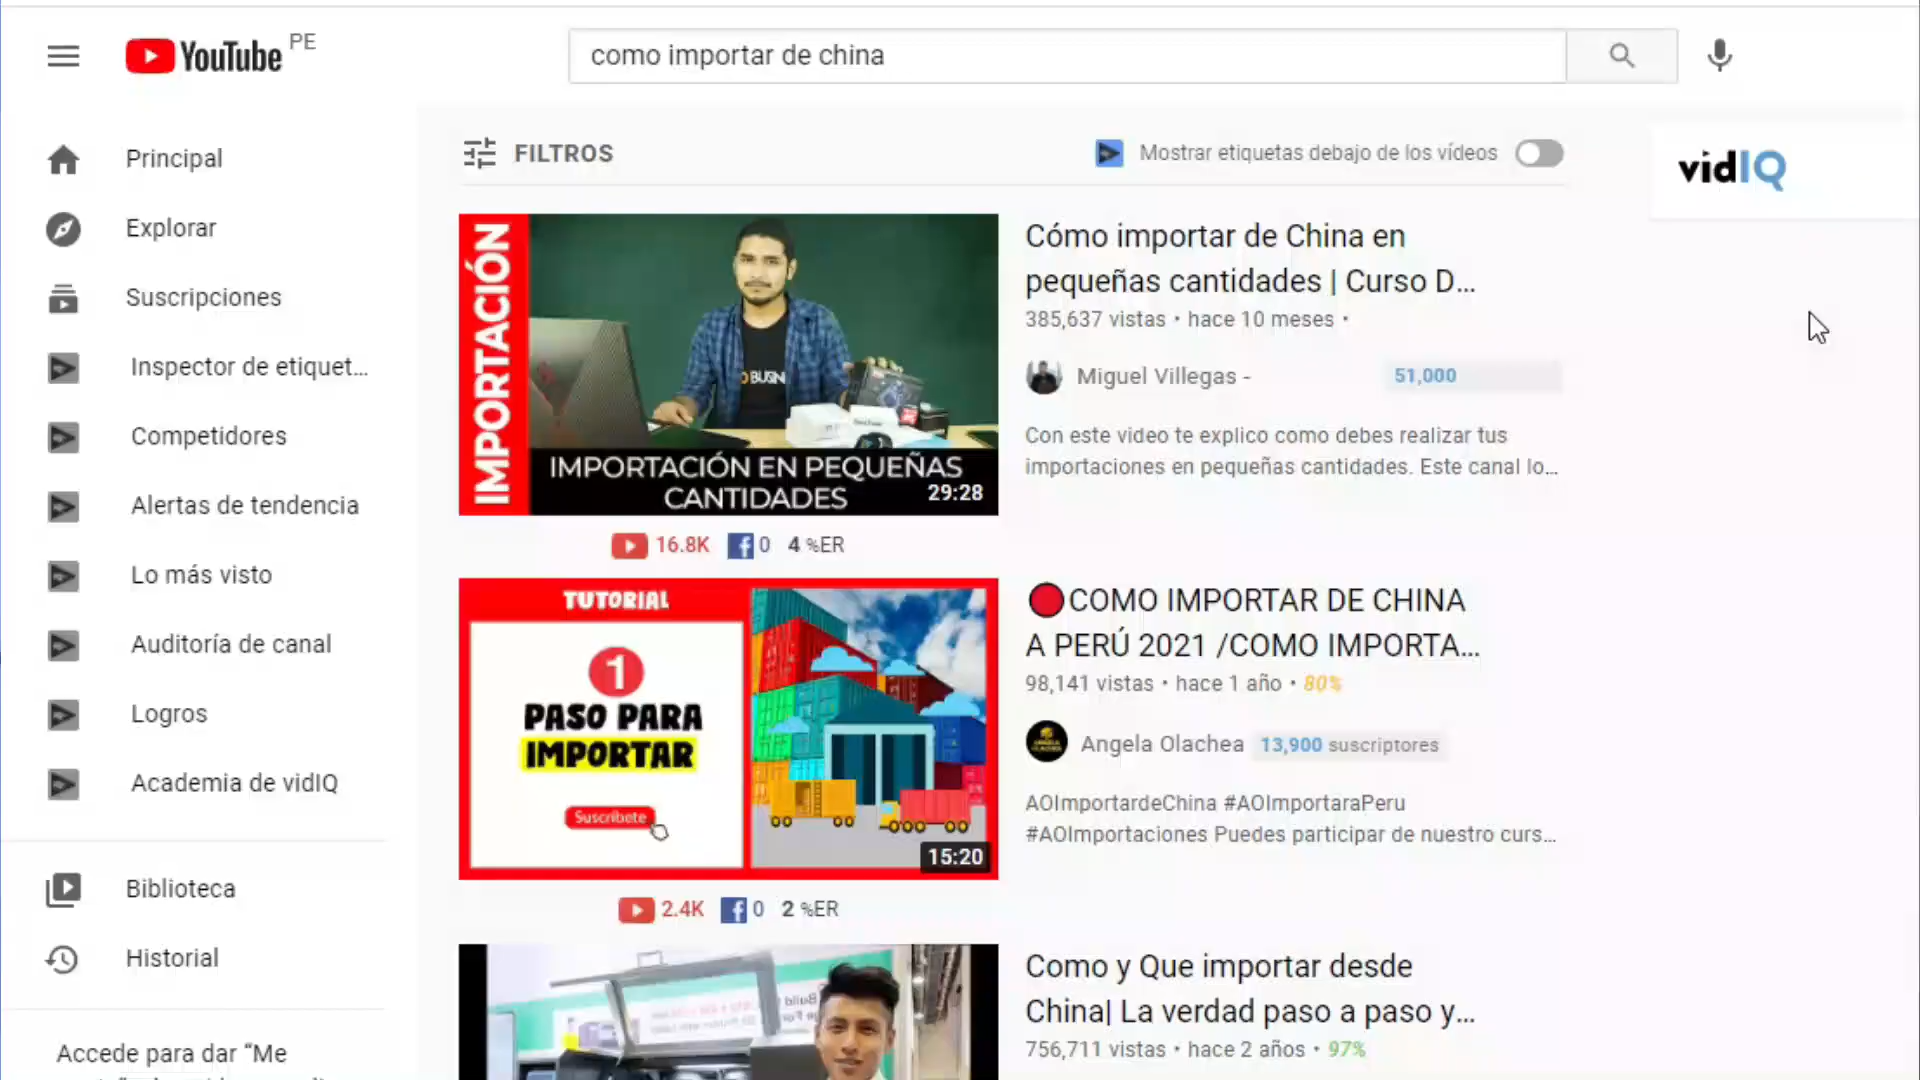 YouTube PE
como importar de china
Principal
Explorar
Suscripciones
Inspector de etiquet...
Competidores
Alertas de tendencia
Lo más visto
Auditoría de canal
Logros
Academia de vidIQ
Biblioteca
Historial
Accede para dar “Me
FILTROS
Mostrar etiquetas debajo de los vídeos
vidIQ
IMPORTACIÓN
BUSIN
IMPORTACIÓN EN PEQUEÑAS
CANTIDADES
29:28
16.8K 0 4 %ER
Cómo importar de China en
pequeñas cantidades | Curso D...
385,637 vistas • hace 10 meses •
Miguel Villegas - 51,000
Con este video te explico como debes realizar tus
importaciones en pequeñas cantidades. Este canal lo...
TUTORIAL
1
PASO PARA
IMPORTAR
Suscríbete
15:20
2.4K 0 2 %ER
COMO IMPORTAR DE CHINA
A PERÚ 2021 /COMO IMPORTA...
98,141 vistas • hace 1 año • 80%
Angela Olachea 13,900 suscriptores
AOImportardeChina #AOImportaraPeru
#AOImportaciones Puedes participar de nuestro curs...
Como y Que importar desde
China| La verdad paso a paso y...
756,711 vistas • hace 2 años • 97%